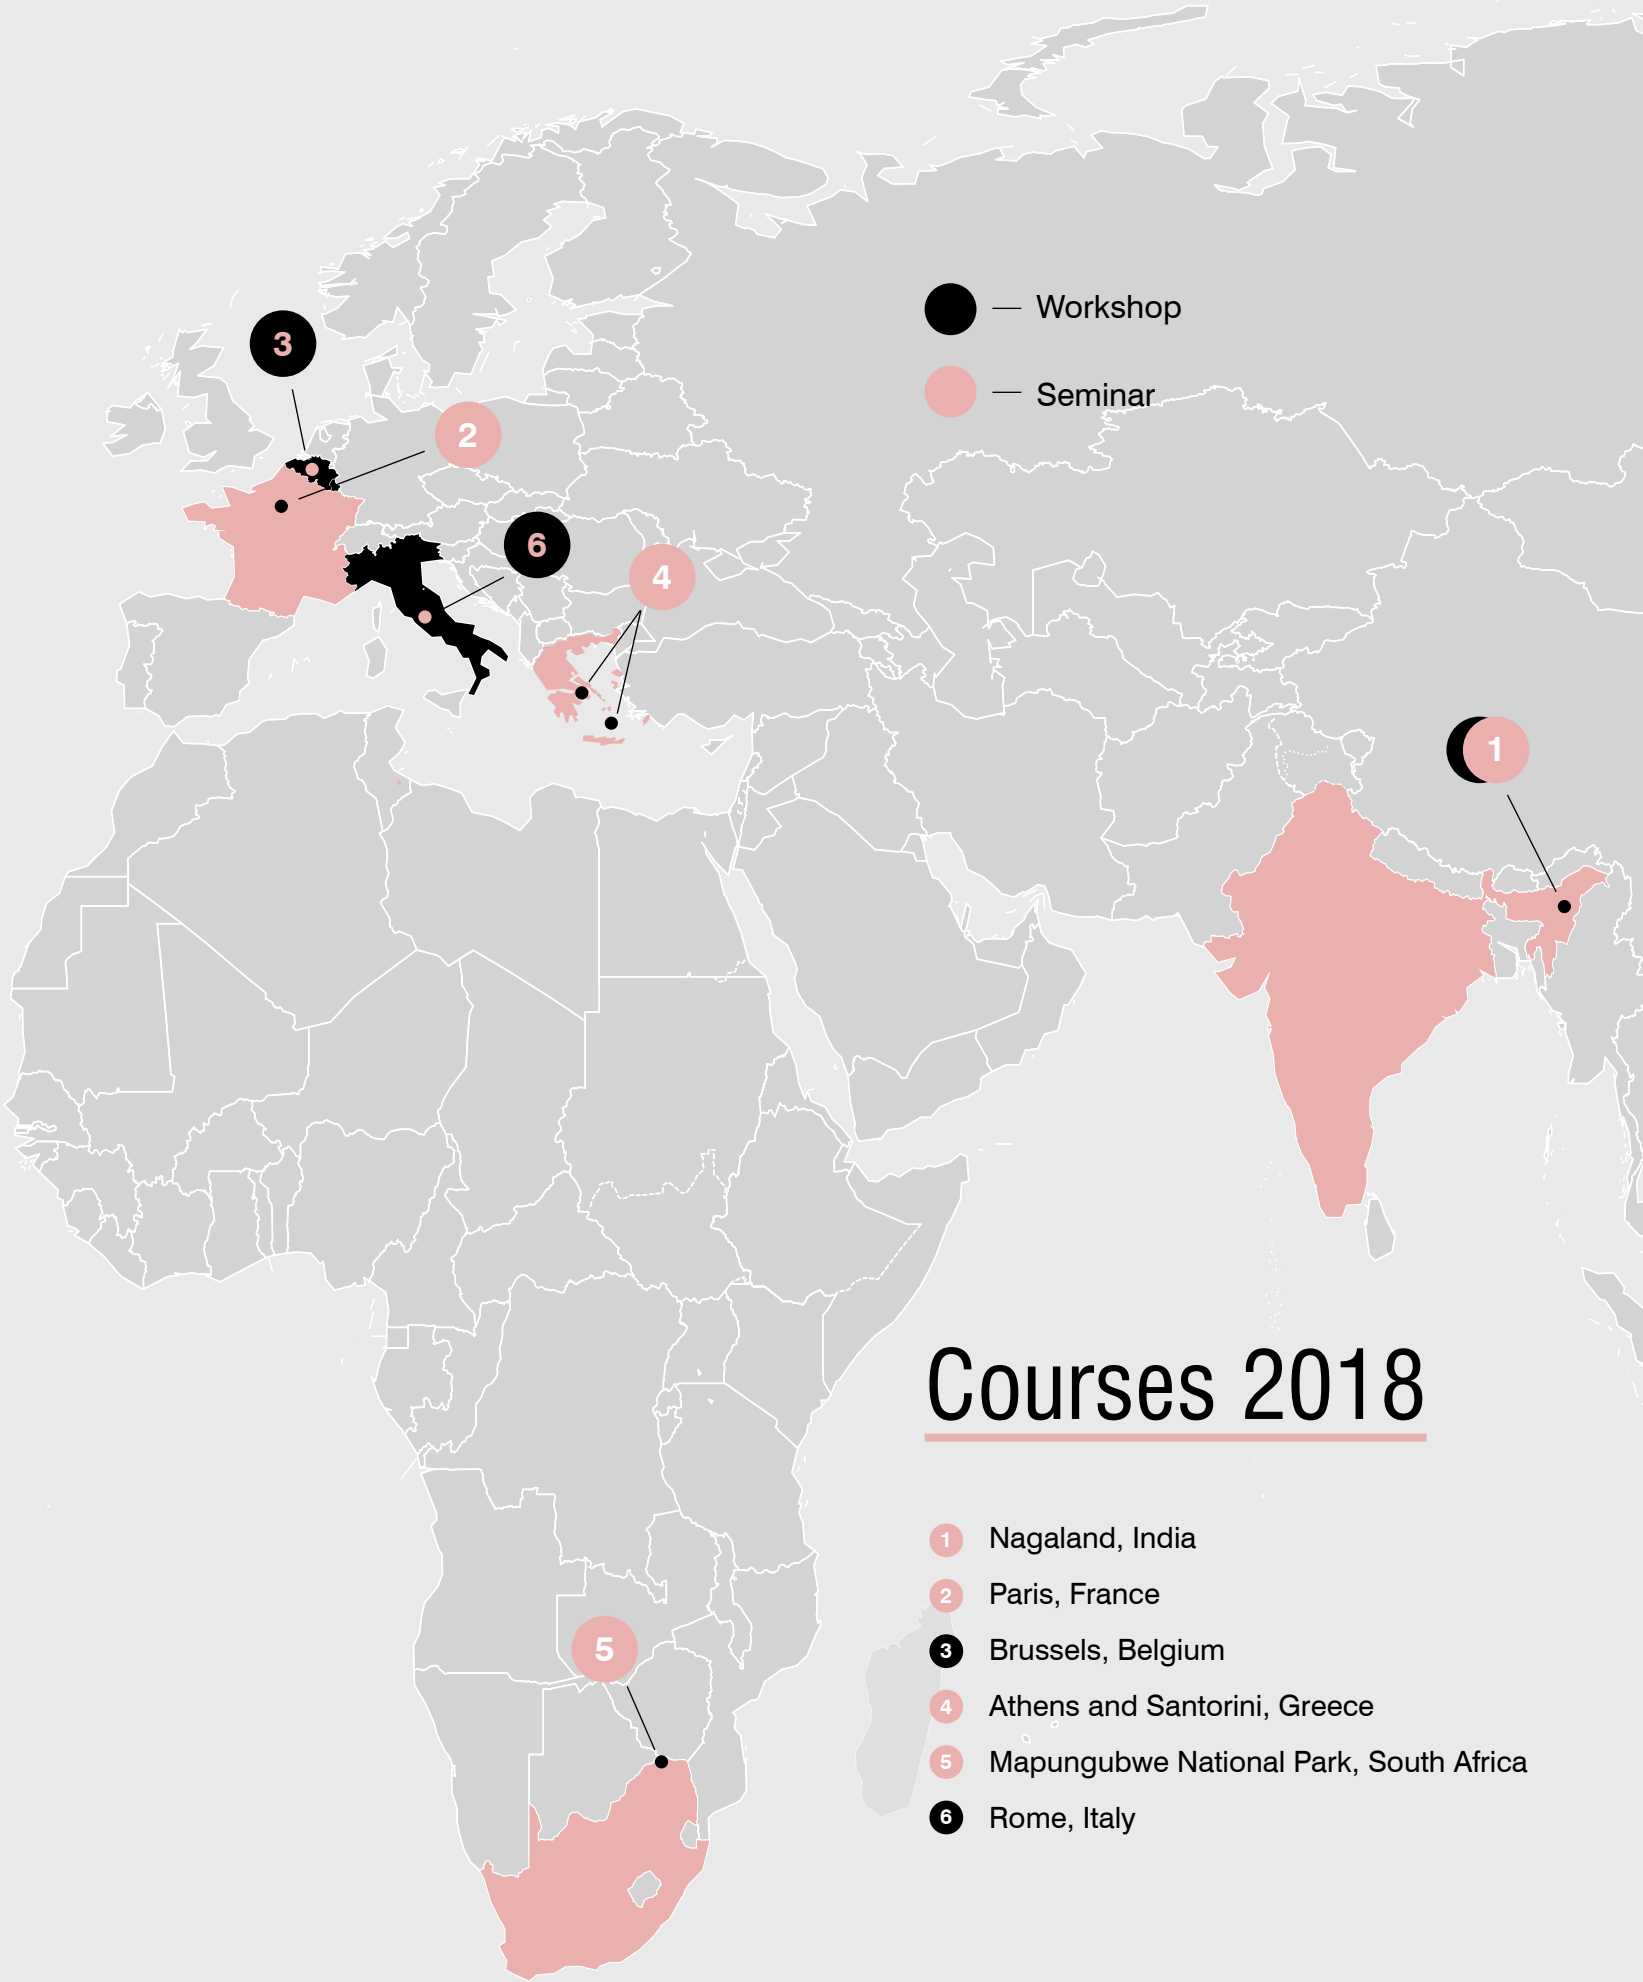 Workshop
Seminar
3
2
6
4
1
5
Courses 2018
1 Nagaland, India
2 Paris, France
3 Brussels, Belgium
4 Athens and Santorini, Greece
5 Mapungubwe National Park, South Africa
6 Rome, Italy